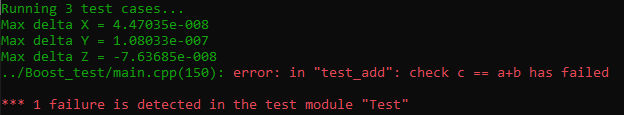 Running 3 test cases...
Max delta X = 4.47035e-008
Max delta Y = 1.08033e-007
Max delta Z = -7.63685e-008
../Boost_test/main.cpp(150): error: in "test_add": check c == a+b has failed
*** 1 failure is detected in the test module "Test"